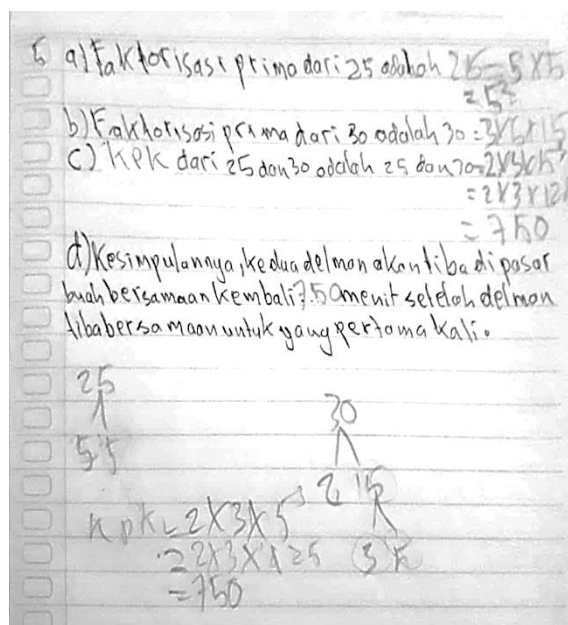 5 a) Faktorisasi prima dari 25 adalah 25 = 5 x 5
= 5²
b) Faktorisasi prima dari 30 adalah 30 = 3 x 5 x 15
c) KPK dari 25 dan 30 adalah 25 dan 30 = 2 x 3 x 5³
= 2 x 3 x 12
= 750
d) Kesimpulannya, kedua delman akan tiba di pasar
buah bersamaan kembali 750 menit setelah delman
tiba bersamaan untuk yang pertama kali.
25
30
5 5
2 15
KPK = 2 x 3 x 5³
3 5
= 2 x 3 x 125
= 750